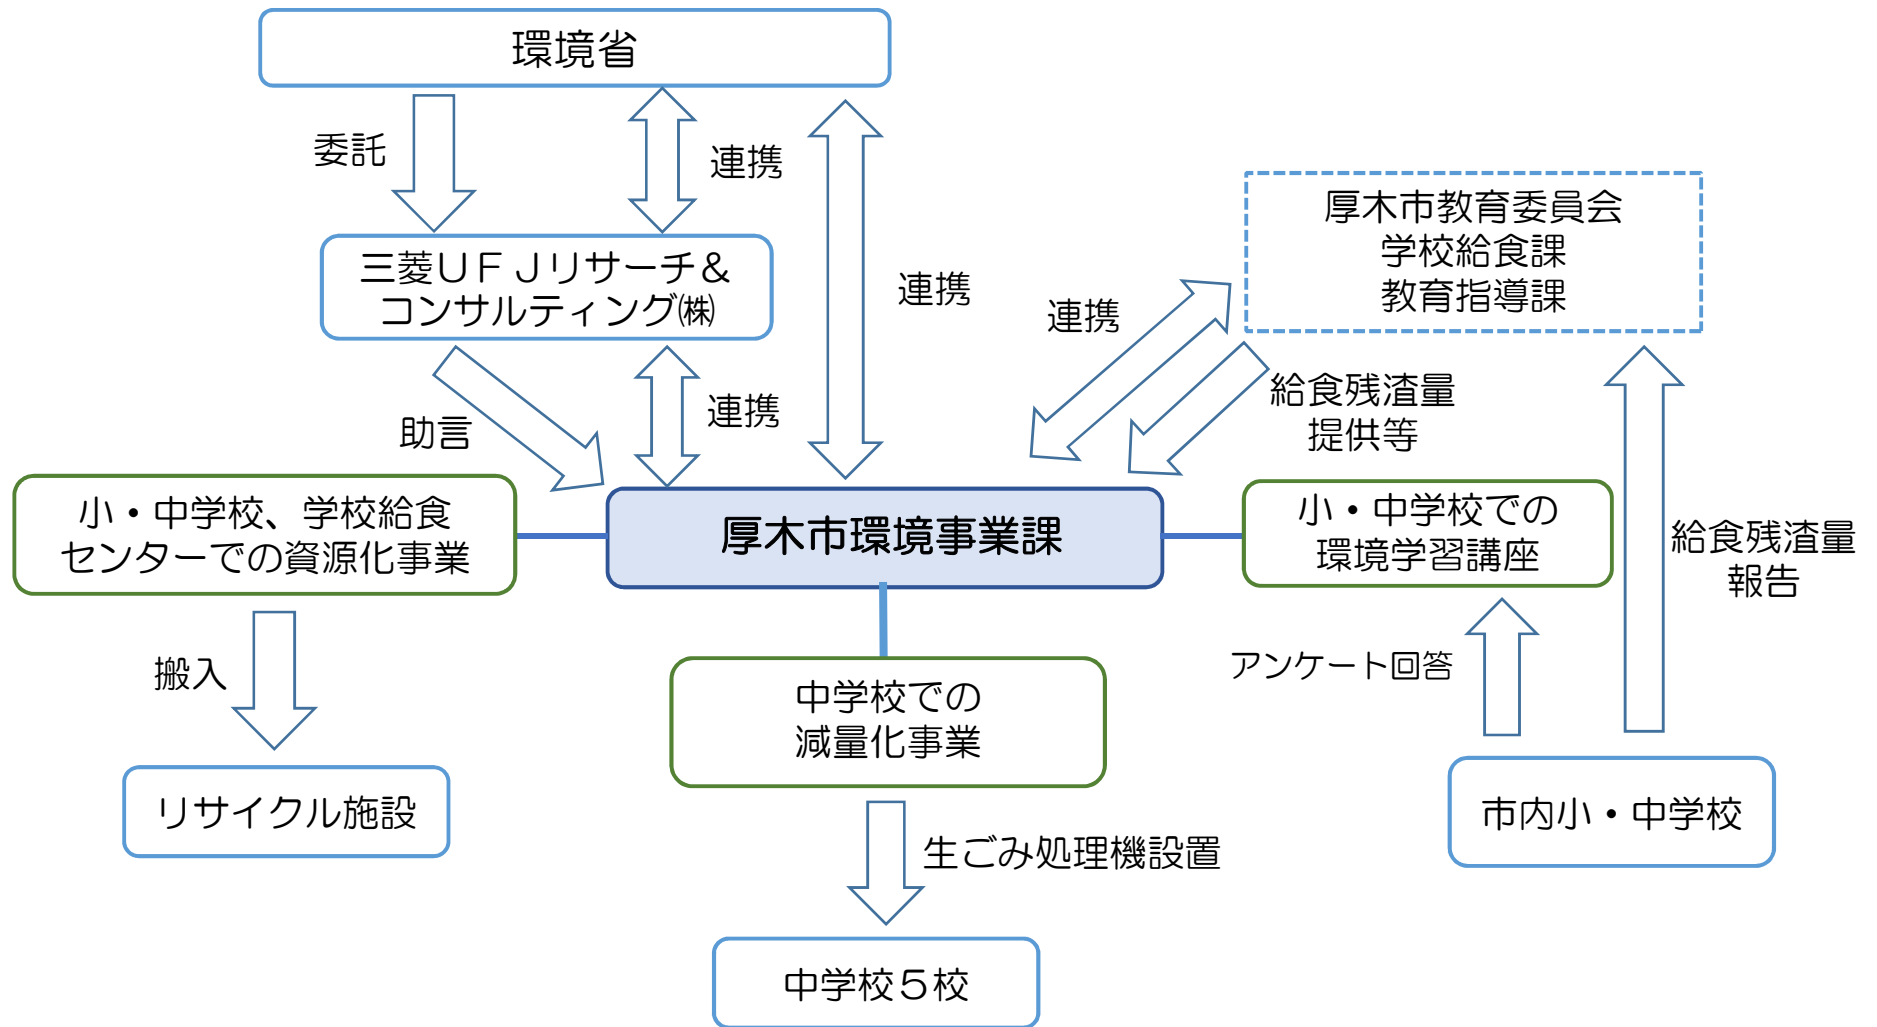 環境省
委託
連携
三菱ＵＦＪリサーチ＆
コンサルティング㈱
連携
連携
厚木市教育委員会
学校給食課
教育指導課
助言
連携
給食残渣量
提供等
小・中学校、学校給食
センターでの資源化事業
厚木市環境事業課
小・中学校での
環境学習講座
給食残渣量
報告
搬入
中学校での
減量化事業
アンケート回答
リサイクル施設
生ごみ処理機設置
市内小・中学校
中学校５校